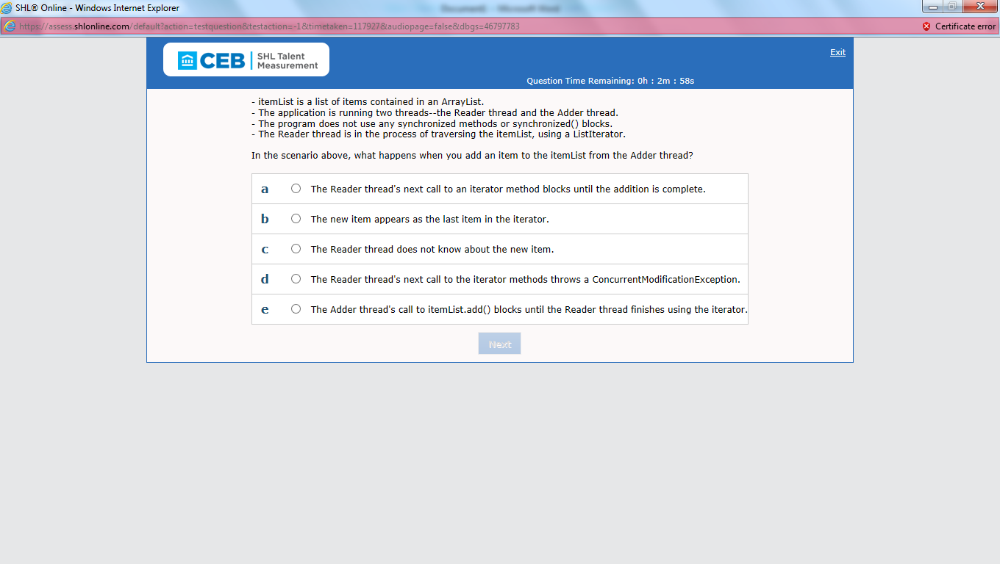 SHL® Online - Windows Internet Explorer
https://assess.shlonline.com/default?action=testquestion&testaction=-1&timetaken=117927&audiopage=false&dbgs=46797783
Certificate error
CEB
SHL Talent
Measurement
Exit
Question Time Remaining: 0h : 2m : 58s
- itemList is a list of items contained in an ArrayList.
- The application is running two threads--the Reader thread and the Adder thread.
- The program does not use any synchronized methods or synchronized() blocks.
- The Reader thread is in the process of traversing the itemList, using a ListIterator.
In the scenario above, what happens when you add an item to the itemList from the Adder thread?
a The Reader thread's next call to an iterator method blocks until the addition is complete.
b The new item appears as the last item in the iterator.
c The Reader thread does not know about the new item.
d The Reader thread's next call to the iterator methods throws a ConcurrentModificationException.
e The Adder thread's call to itemList.add() blocks until the Reader thread finishes using the iterator.
Next